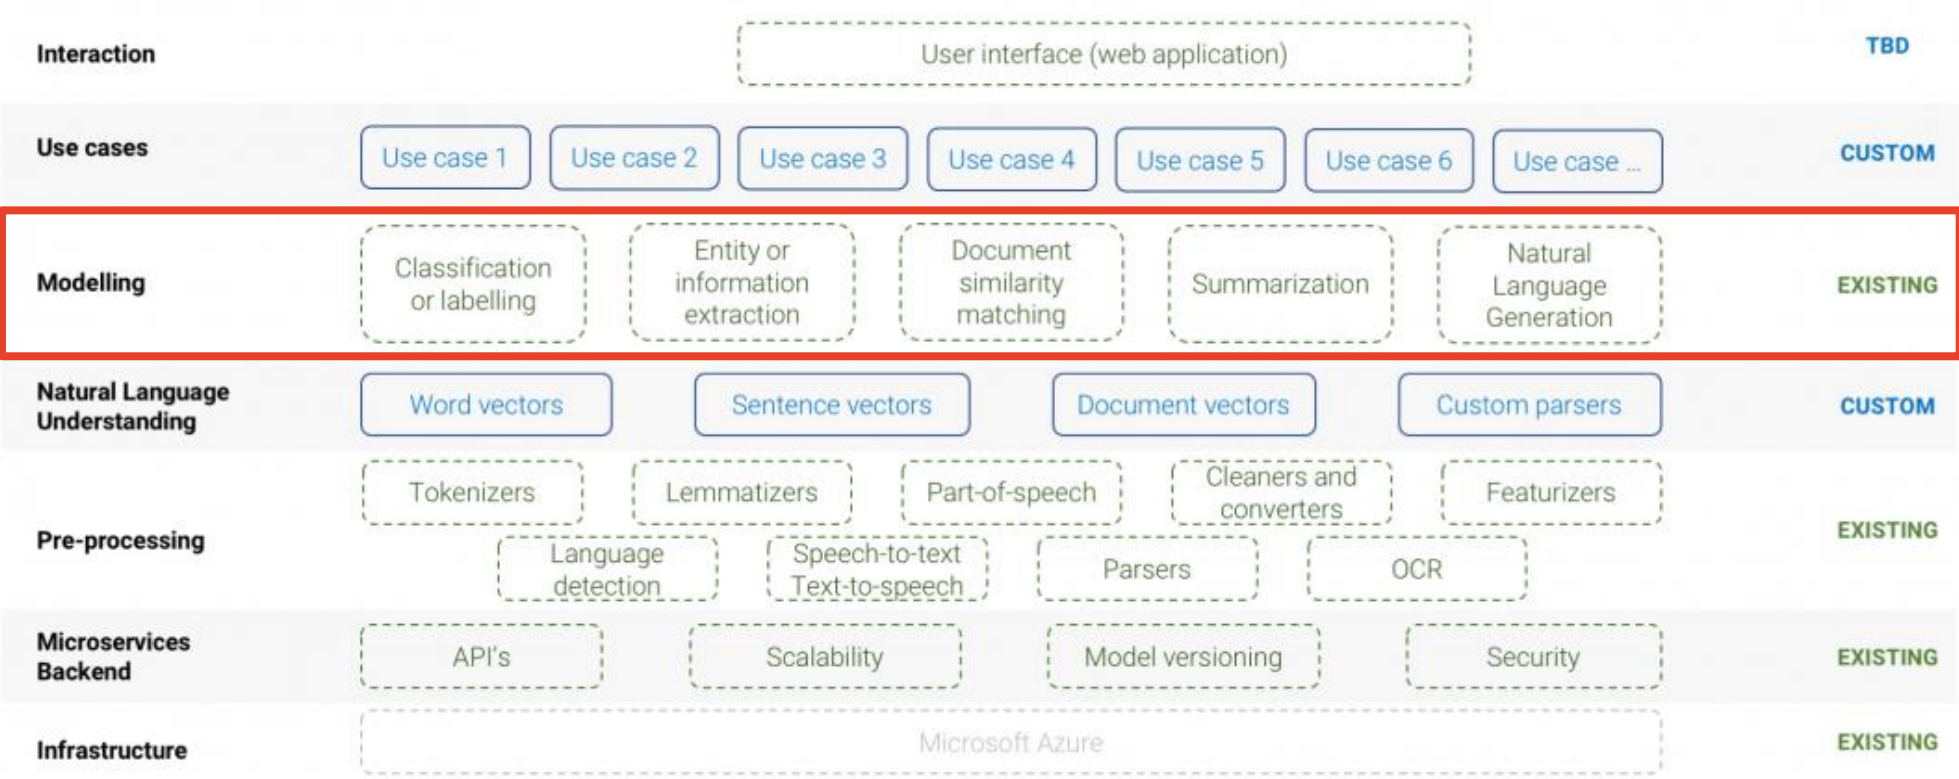 Interaction
User interface (web application)
TBD
Use cases
Use case 1
Use case 2
Use case 3
Use case 4
Use case 5
Use case 6
Use case ...
CUSTOM
Modelling
Classification
or labelling
Entity or
information
extraction
Document
similarity
matching
Summarization
Natural
Language
Generation
EXISTING
Natural Language
Understanding
Word vectors
Sentence vectors
Document vectors
Custom parsers
CUSTOM
Pre-processing
Tokenizers
Lemmatizers
Part-of-speech
Cleaners and
converters
Featurizers
Language
detection
Speech-to-text
Text-to-speech
Parsers
OCR
EXISTING
Microservices
Backend
API's
Scalability
Model versioning
Security
EXISTING
Infrastructure
Microsoft Azure
EXISTING